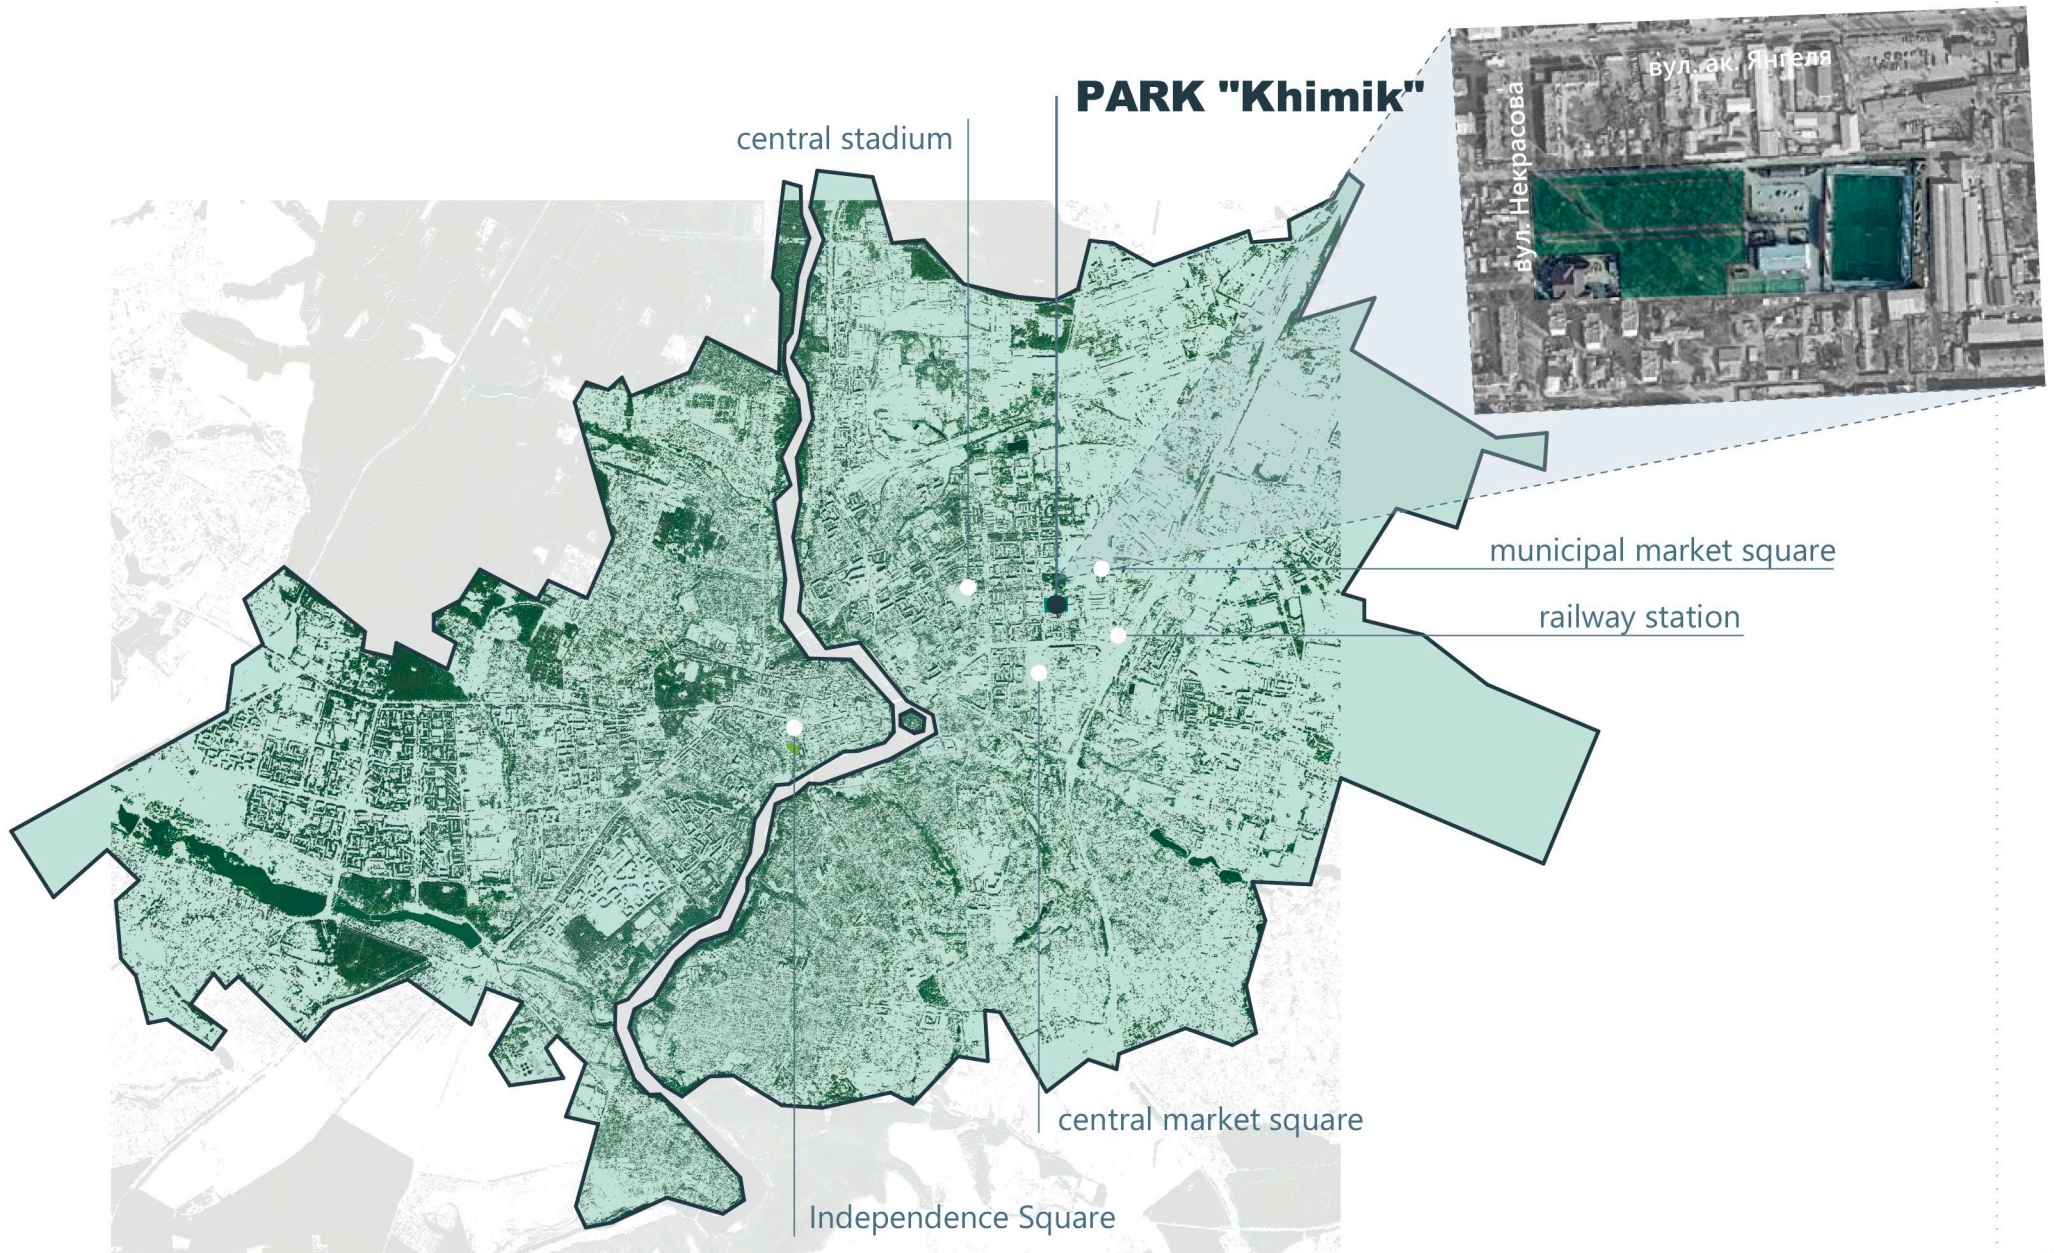 PARK "Khimik"
central stadium
вул. ак. Янгеля
вул. Некрасова
municipal market square
railway station
central market square
Independence Square